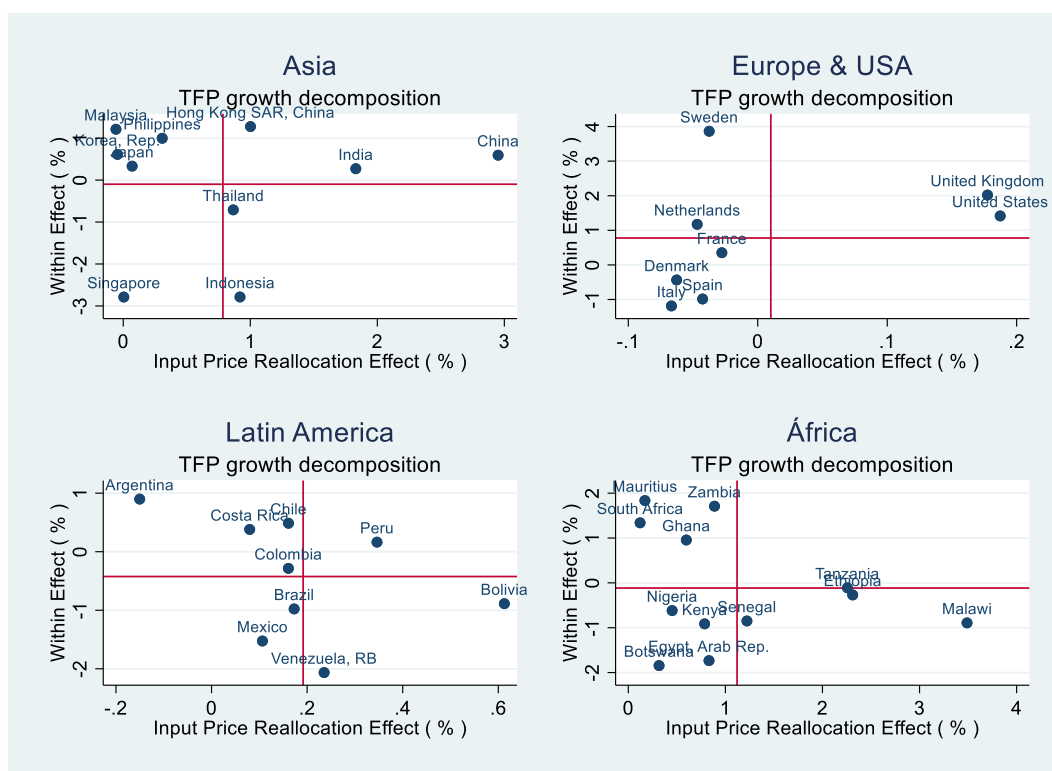 Asia
TFP growth decomposition
Within Effect ( % )
1
0
-1
-2
-3
Malaysia
Philippines
Hong Kong SAR, China
Korea, Rep.
Japan
India
China
Thailand
Singapore
Indonesia
0 1 2 3
Input Price Reallocation Effect ( % )
Europe & USA
TFP growth decomposition
Within Effect ( % )
4
3
2
1
0
-1
Sweden
United Kingdom
United States
Netherlands
France
Denmark
Spain
Italy
-.1 0 .1 .2
Input Price Reallocation Effect ( % )
Latin America
TFP growth decomposition
Within Effect ( % )
1
0
-1
-2
Argentina
Chile
Costa Rica
Peru
Colombia
Brazil
Bolivia
Mexico
Venezuela, RB
-.2 0 .2 .4 .6
Input Price Reallocation Effect ( % )
África
TFP growth decomposition
Within Effect ( % )
2
1
0
-1
-2
Mauritius
Zambia
South Africa
Ghana
Tanzania
Ethiopia
Nigeria
Kenya
Senegal
Malawi
Egypt, Arab Rep.
Botswana
0 1 2 3 4
Input Price Reallocation Effect ( % )